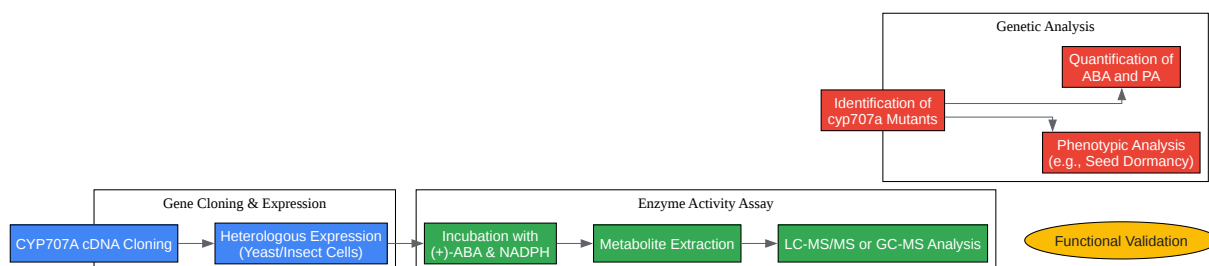 Genetic Analysis
Quantification of
ABA and PA
Identification of
cyp707a Mutants
Phenotypic Analysis
(e.g., Seed Dormancy)
Gene Cloning & Expression
CYP707A cDNA Cloning
Heterologous Expression
(Yeast/Insect Cells)
Enzyme Activity Assay
Incubation with
(+)-ABA & NADPH
Metabolite Extraction
LC-MS/MS or GC-MS Analysis
Functional Validation